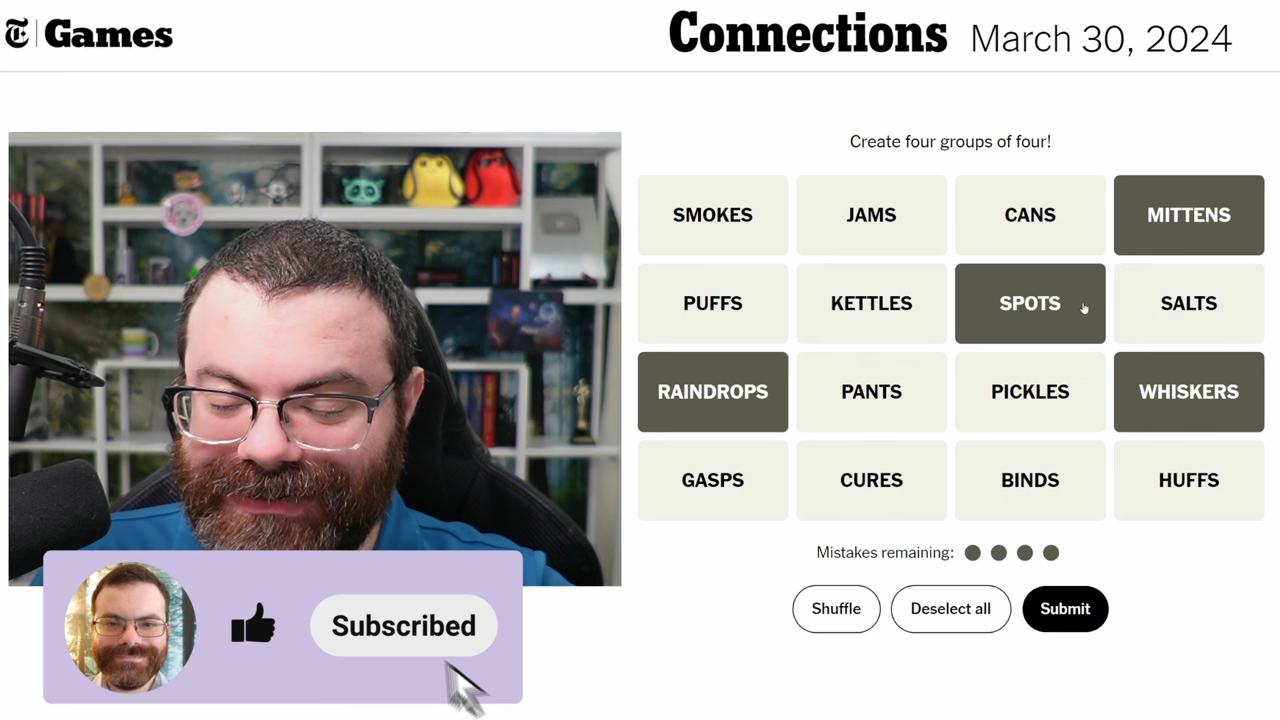 T Games
Connections March 30, 2024
Create four groups of four!
SMOKES JAMS CANS MITTENS
PUFFS KETTLES SPOTS SALTS
RAINDROPS PANTS PICKLES WHISKERS
GASPS CURES BINDS HUFFS
Mistakes remaining:
Shuffle Deselect all Submit
Subscribed